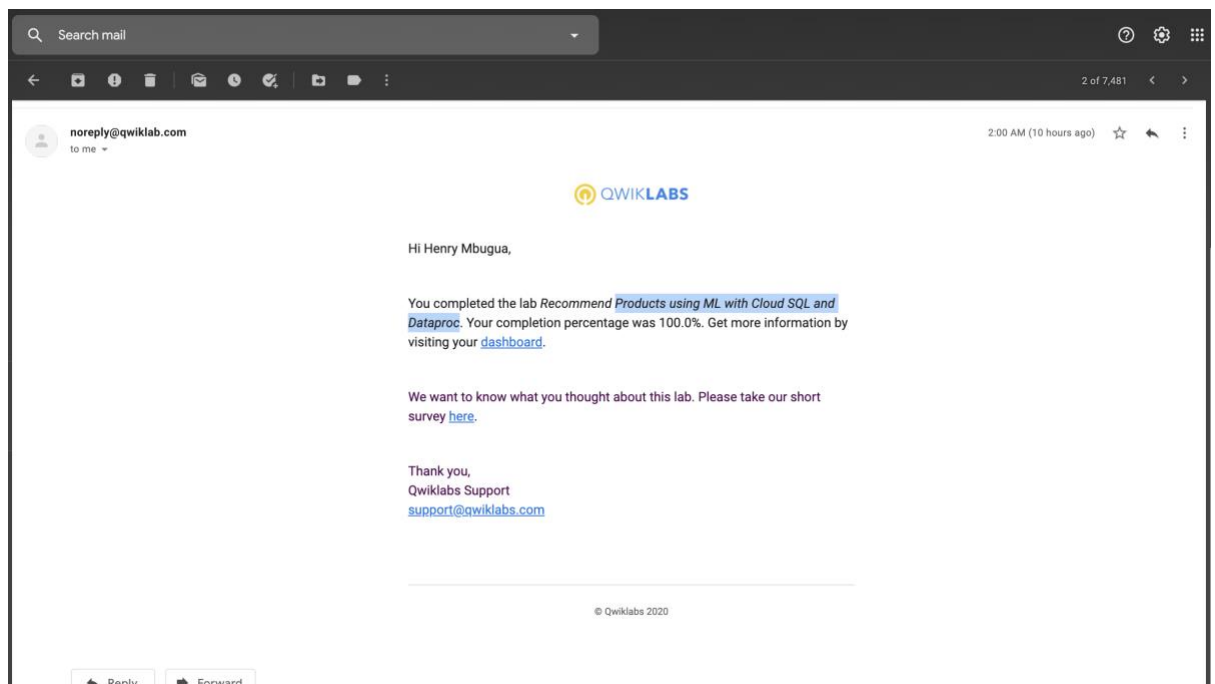 Search mail
2 of 7,481
noreply@qwiklab.com
2:00 AM (10 hours ago)
to me
QWIKLABS
Hi Henry Mbugua,
You completed the lab Recommend Products using ML with Cloud SQL and
Dataproc. Your completion percentage was 100.0%. Get more information by
visiting your dashboard.
We want to know what you thought about this lab. Please take our short
survey here.
Thank you,
Qwiklabs Support
support@qwiklabs.com
© Qwiklabs 2020
Reply Forward